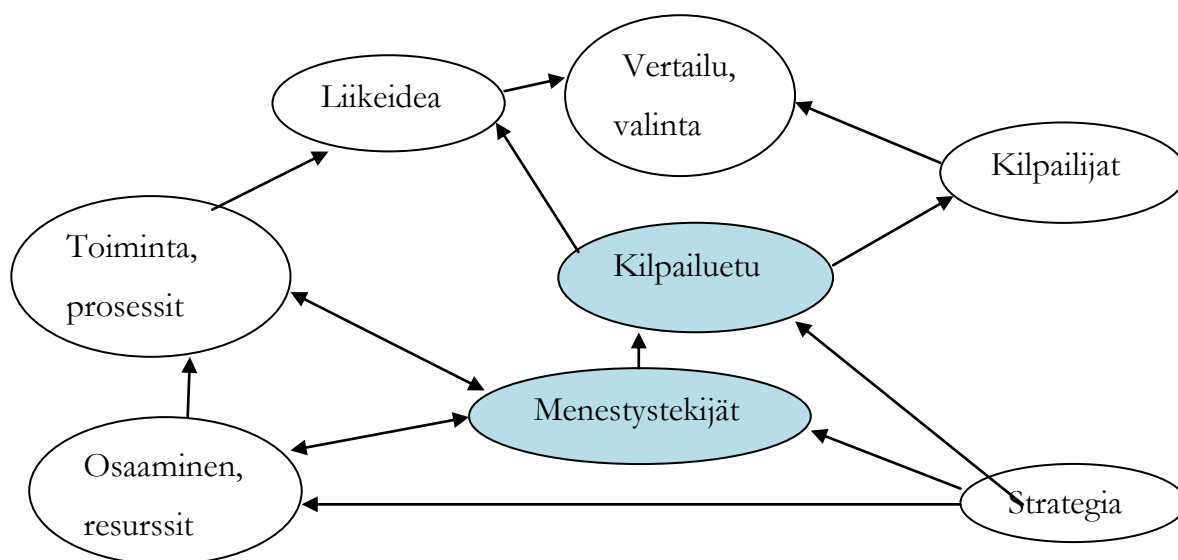 Vertailu,
valinta
Liikeidea
Kilpailijat
Toiminta,
prosessit
Kilpailuetu
Menestystekijät
Osaaminen,
resurssit
Strategia